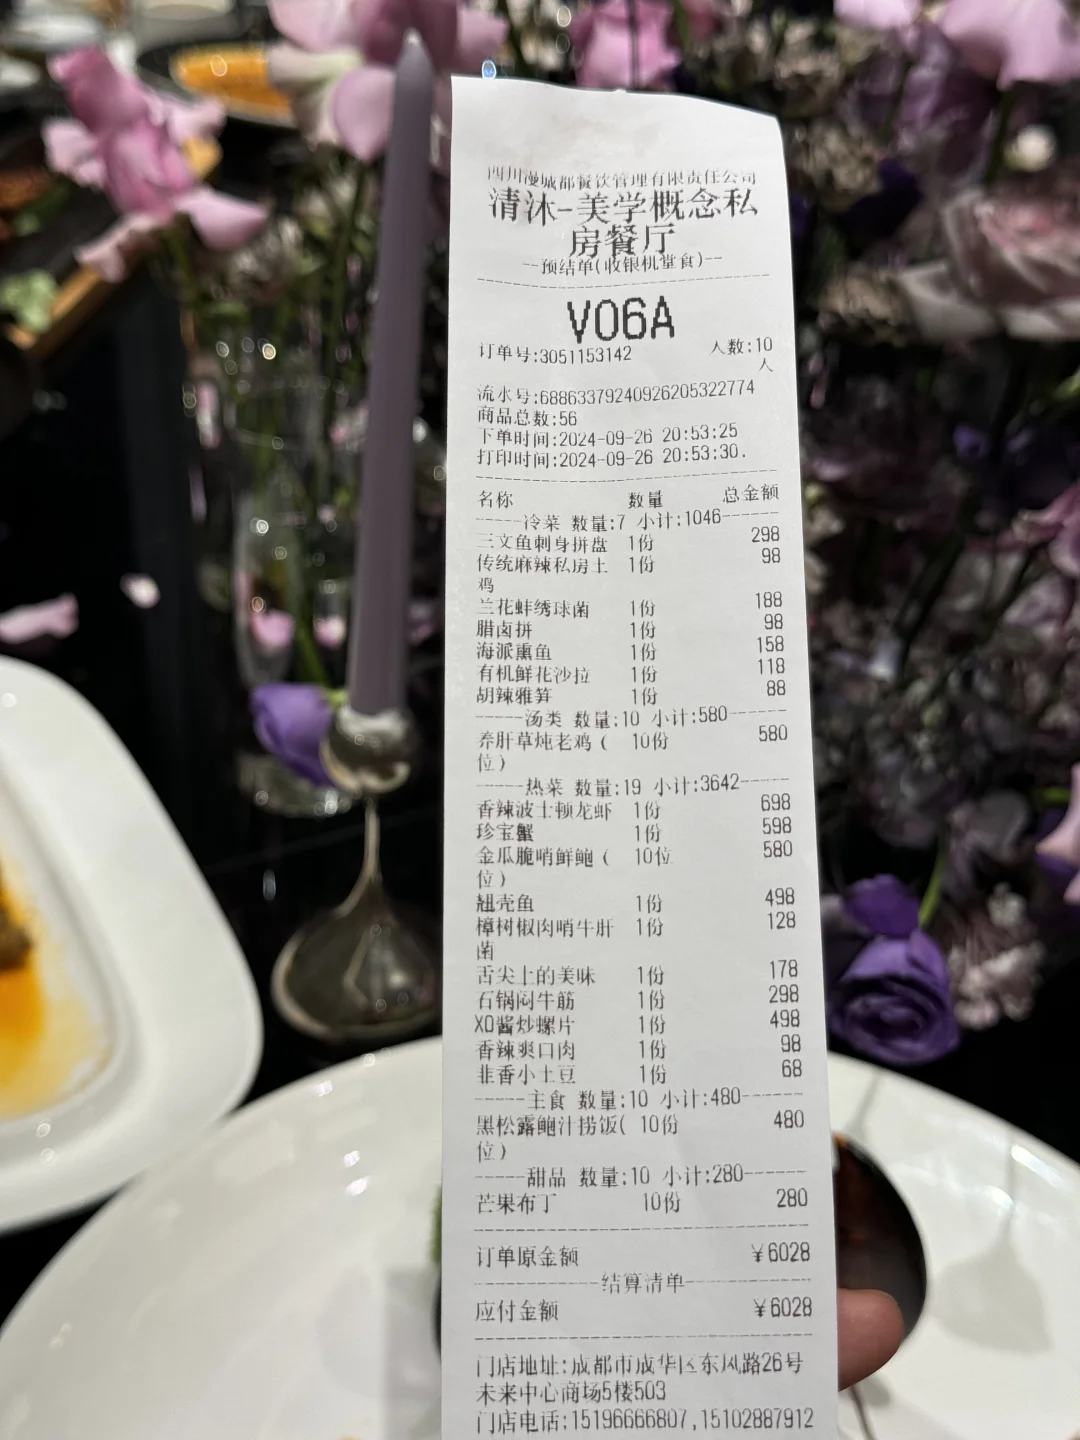 四川漫城都餐饮管理有限责任公司
清沐-美学概念私
房餐厅
--预结单(收银机堂食)--
V06A
订单号:3051153142 人数:10
人
流水号:68863379240926205322774
商品总数:56
下单时间:2024-09-26 20:53:25
打印时间:2024-09-26 20:53:30.
名称 数量 总金额
-----冷菜 数量:7 小计:1046------
三文鱼刺身拼盘 1份 298
传统麻辣私房土 1份 98
鸡
兰花蚌绣球菌 1份 188
腊卤拼 1份 98
海派熏鱼 1份 158
有机鲜花沙拉 1份 118
胡辣雅笋 1份 88
-----汤类 数量:10 小计:580------
养肝草炖老鸡( 10份 580
位)
-----热菜 数量:19 小计:3642-----
香辣波士顿龙虾 1份 698
珍宝蟹 1份 598
金瓜脆哨鲜鲍( 10位 580
位)
翘壳鱼 1份 498
樟树椒肉哨牛肝 1份 128
菌
舌尖上的美味 1份 178
石锅闷牛筋 1份 298
XO酱炒螺片 1份 498
香辣爽口肉 1份 98
韭香小土豆 1份 68
-----主食 数量:10 小计:480------
黑松露鲍汁捞饭( 10份 480
位)
-----甜品 数量:10 小计:280------
芒果布丁 10份 280
订单原金额 ￥6028
------------结算清单------------
应付金额 ￥6028
门店地址:成都市成华区东风路26号
未来中心商场5楼503
门店电话:15196666807,15102887912